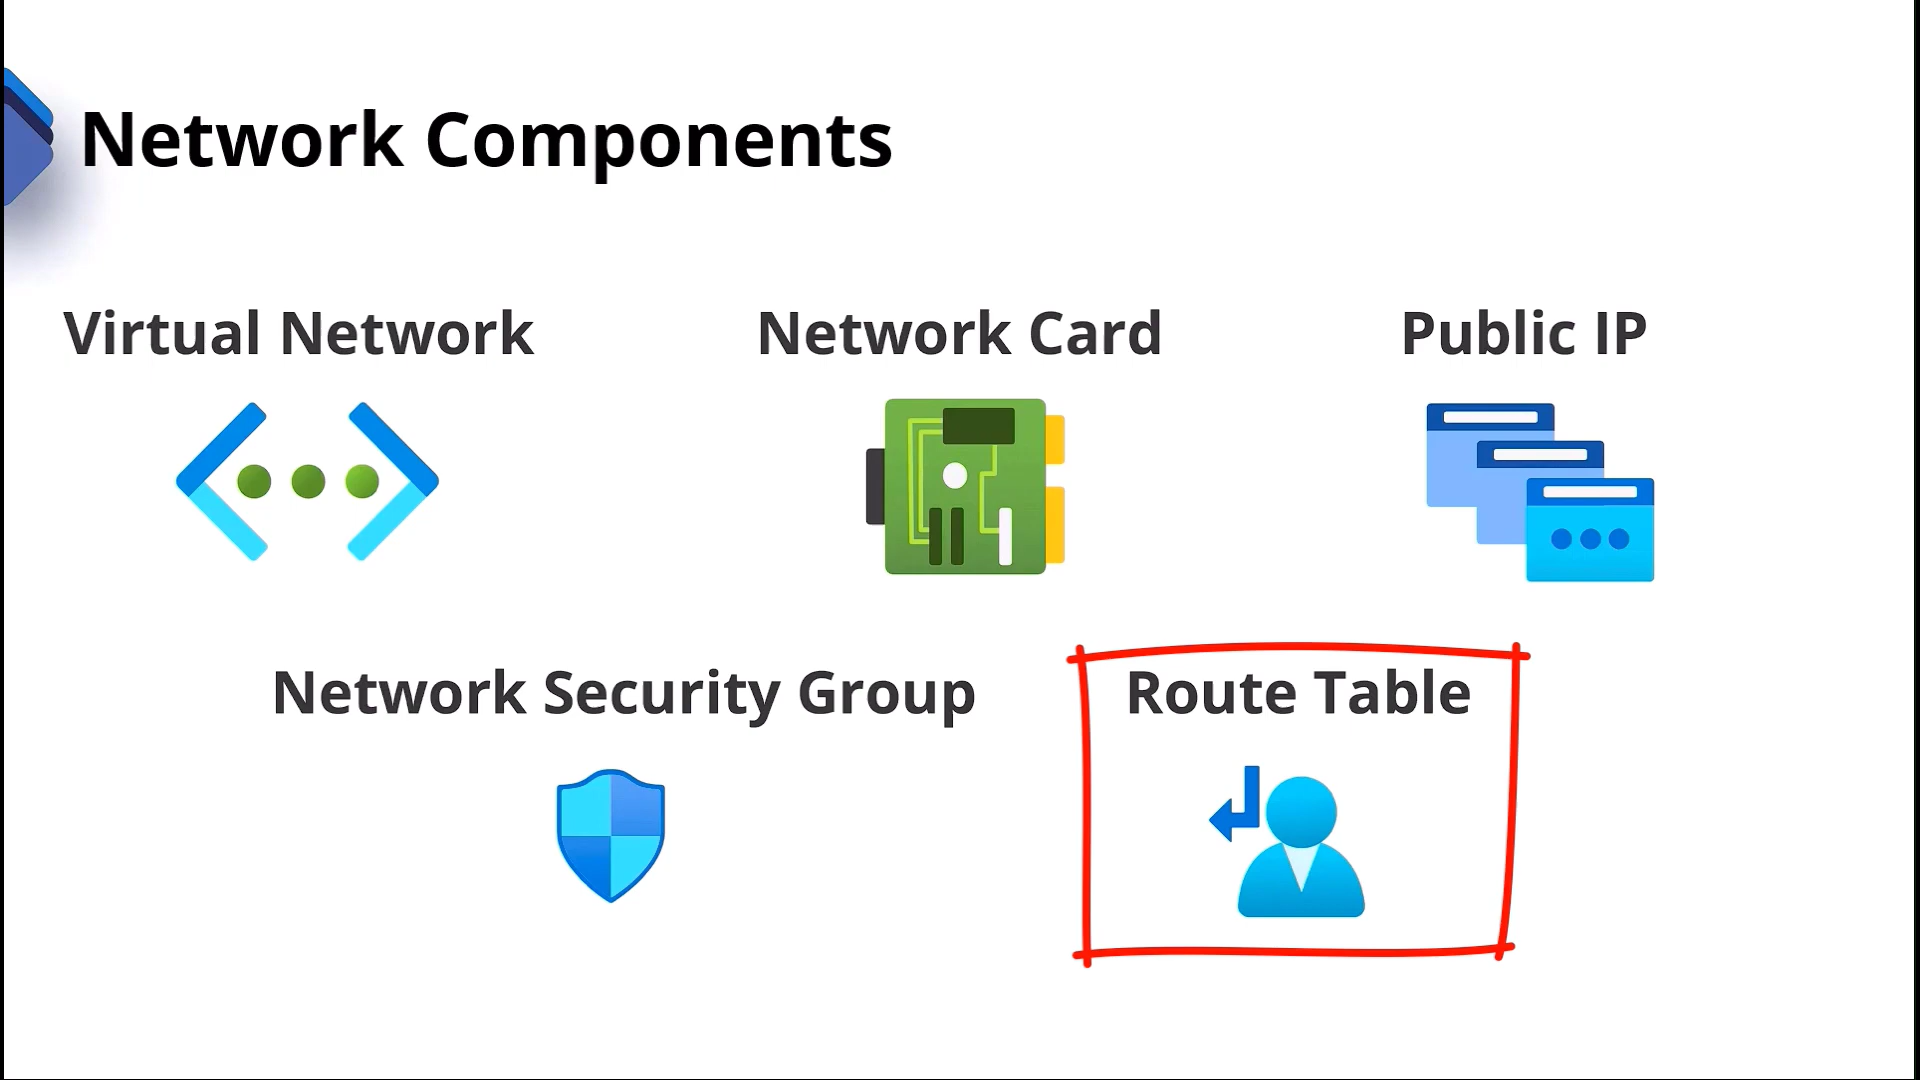 Network Components
Virtual Network
Network Card
Public IP
Network Security Group
Route Table